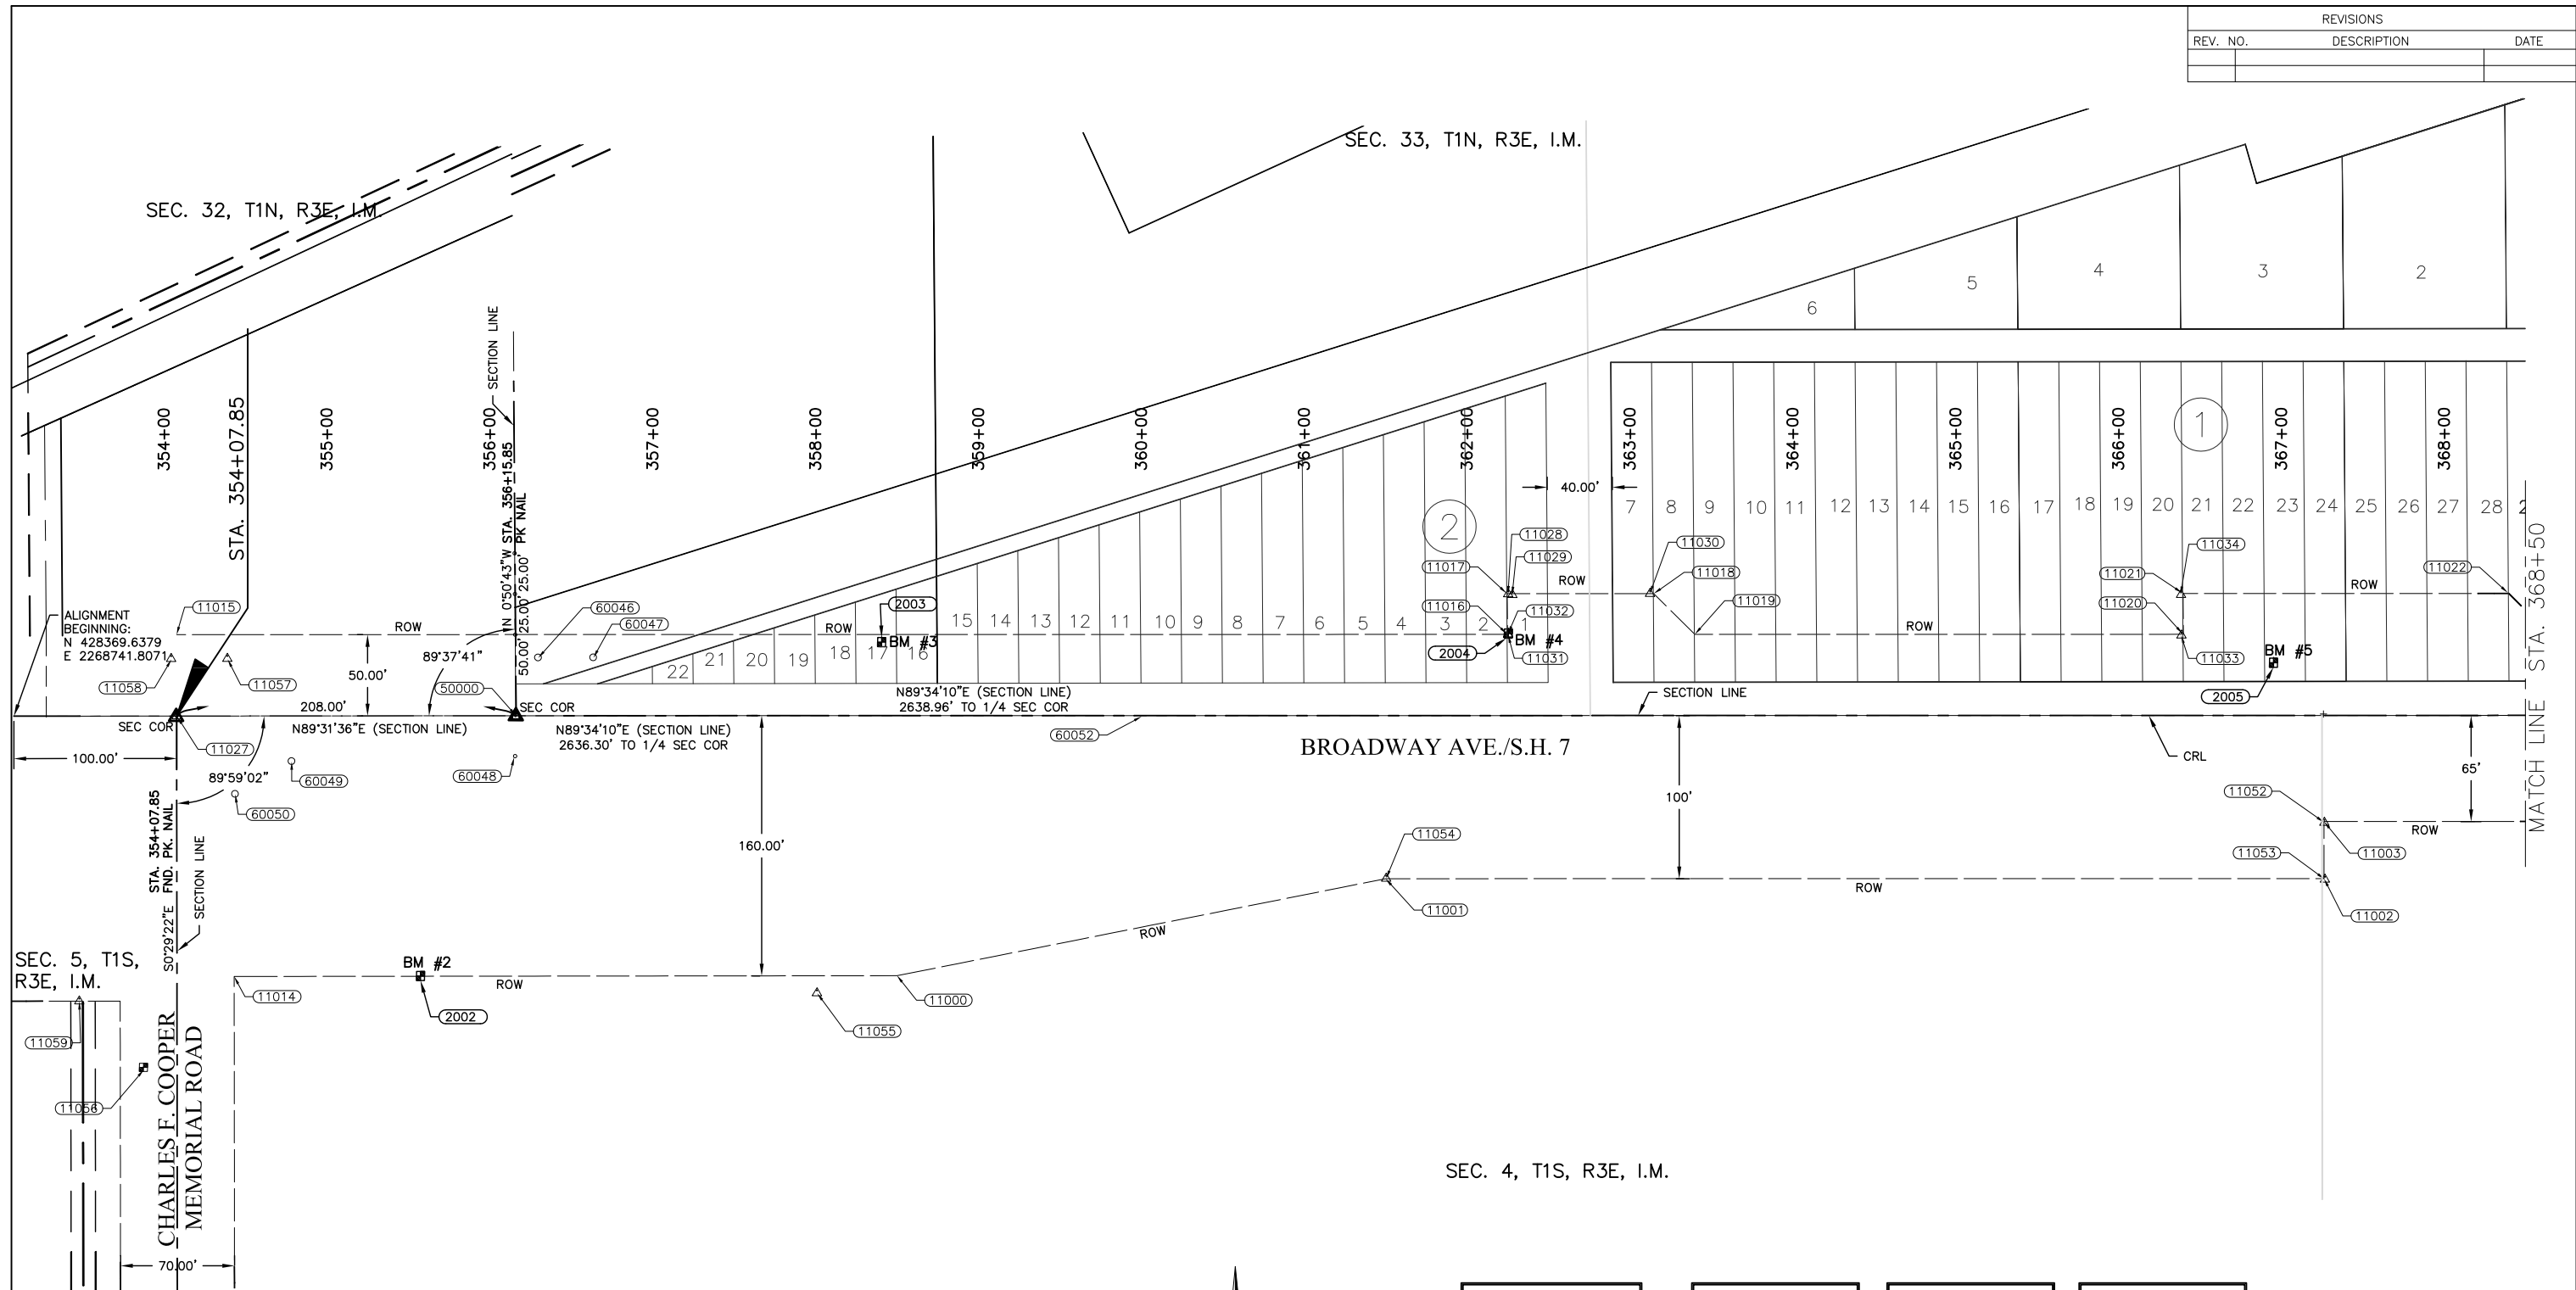 REVISIONS
REV. NO. DESCRIPTION DATE
SEC. 33, T1N, R3E, I.M.
SEC. 32, T1N, R3E, I.M.
6 5 4 3 2
SECTION LINE
354+00 355+00 356+00 357+00 358+00 359+00 360+00 361+00 362+00 363+00 364+00 365+00 366+00 367+00 368+00
STA. 354+07.85
N 0°50'43"W STA. 356+15.85
PK NAIL
50.00' 25.00' 25.00'
40.00'
1
2
7 8 9 10 11 12 13 14 15 16 17 18 19 20 21 22 23 24 25 26 27 28 2
11028
11029
11017
11016
11032
11031
BM #4
2004
ROW
11030
11018
11019
ROW
11034
11021
11020
11033
ROW
11022
BM #5
2005
ALIGNMENT
BEGINNING:
N 428369.6379
E 2268741.8071
11015
ROW
60046
60047
ROW
2003
BM #3
22 21 20 19 18 17 16 15 14 13 12 11 10 9 8 7 6 5 4 3 2 1
11058
11057
50.00'
89°37'41"
50000
SEC COR
208.00'
N89°31'36"E (SECTION LINE)
SEC COR
11027
N89°34'10"E (SECTION LINE)
2638.96' TO 1/4 SEC COR
N89°34'10"E (SECTION LINE)
2636.30' TO 1/4 SEC COR
60052
SECTION LINE
BROADWAY AVE./S.H. 7
CRL
MATCH LINE STA. 368+50
100.00'
89°59'02"
60049
60050
60048
160.00'
100'
65'
11052
11003
ROW
11053
11002
11054
11001
ROW
ROW
STA. 354+07.85
FND. PK. NAIL
S0°29'22"E
SECTION LINE
SEC. 5, T1S,
R3E, I.M.
BM #2
2002
ROW
11014
11000
11055
11059
11056
CHARLES F. COOPER
MEMORIAL ROAD
70.00'
SEC. 4, T1S, R3E, I.M.